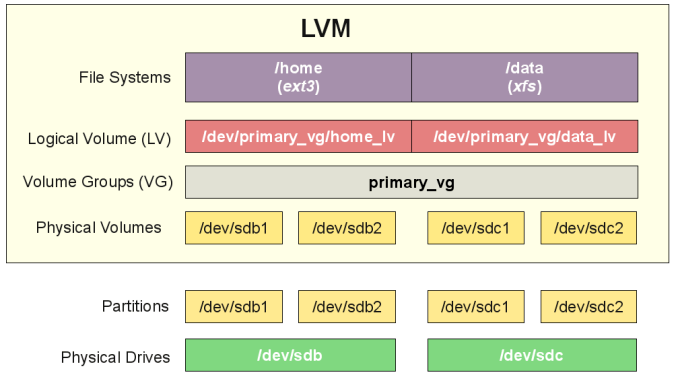 LVM
File Systems
/home
(ext3)
/data
(xfs)
Logical Volume (LV)
/dev/primary_vg/home_lv
/dev/primary_vg/data_lv
Volume Groups (VG)
primary_vg
Physical Volumes
/dev/sdb1
/dev/sdb2
/dev/sdc1
/dev/sdc2
Partitions
/dev/sdb1
/dev/sdb2
/dev/sdc1
/dev/sdc2
Physical Drives
/dev/sdb
/dev/sdc